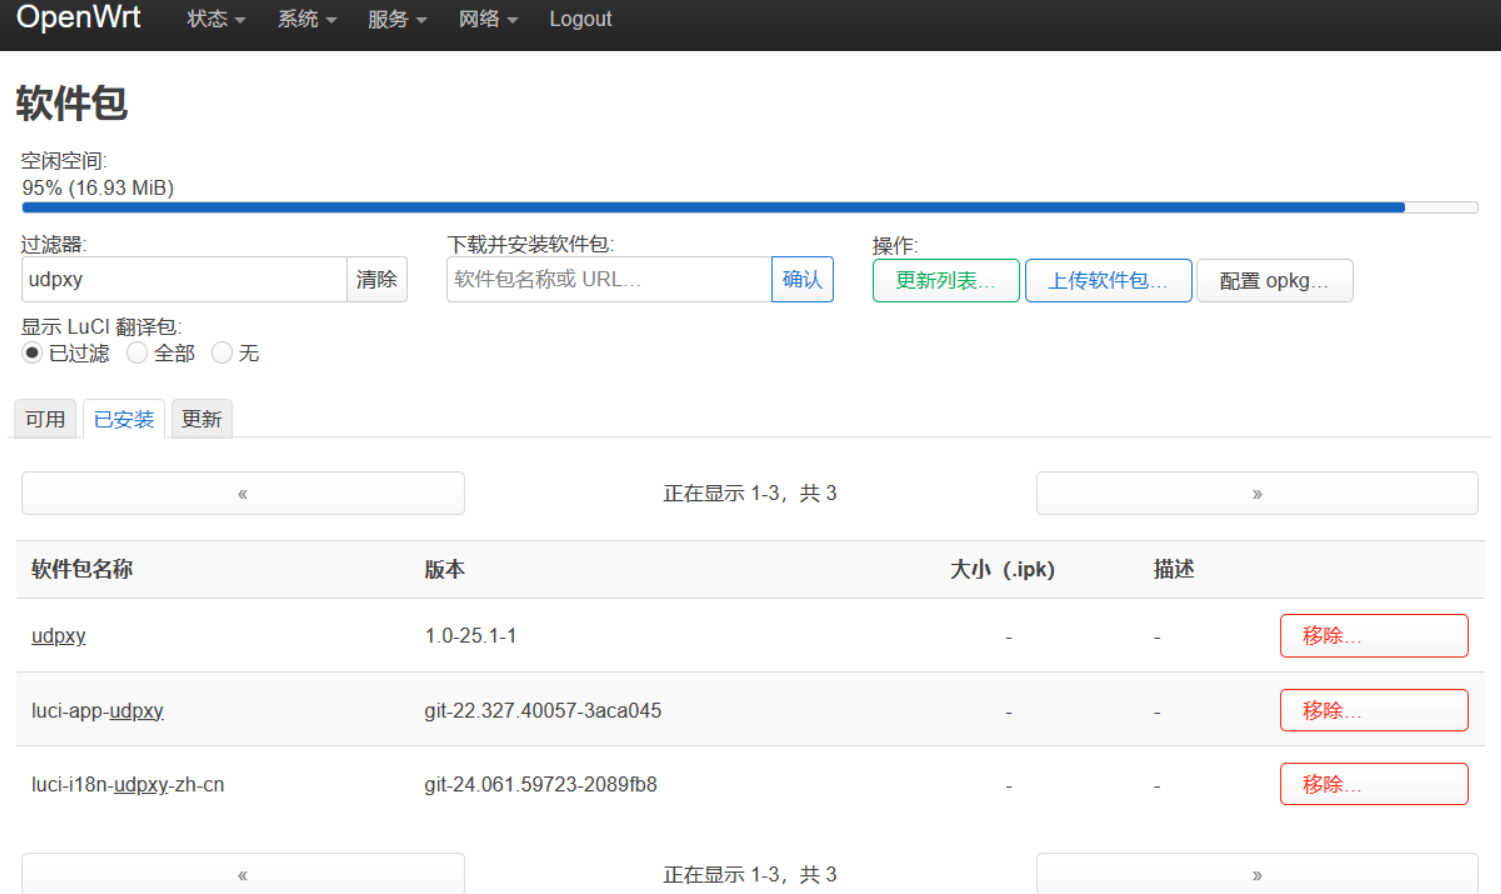 OpenWrt 状态 系统 服务 网络 Logout
软件包
空闲空间:
95% (16.93 MiB)
过滤器: 下载并安装软件包: 操作:
udpxy 清除 软件包名称或 URL... 确认 更新列表... 上传软件包... 配置 opkg...
显示 LuCI 翻译包:
已过滤 全部 无
可用 已安装 更新
« 正在显示 1-3，共 3 »
软件包名称 版本 大小（.ipk) 描述
udpxy 1.0-25.1-1 - - 移除...
luci-app-udpxy git-22.327.40057-3aca045 - - 移除...
luci-i18n-udpxy-zh-cn git-24.061.59723-2089fb8 - - 移除...
« 正在显示 1-3，共 3 »